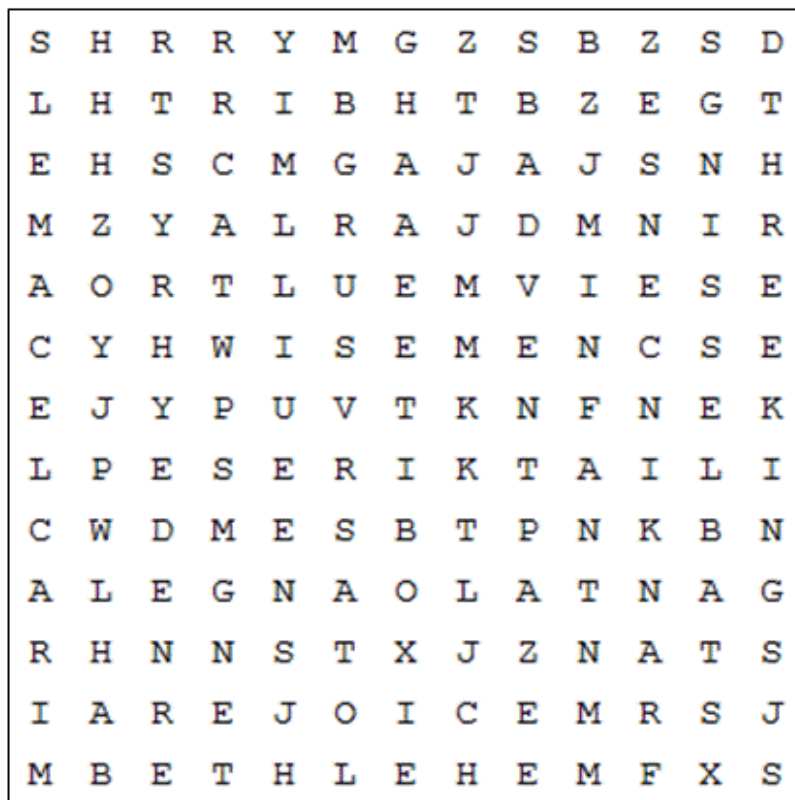 S H R R Y M G Z S B Z S D
L H T R I B H T B Z E G T
E H S C M G A J A J S N H
M Z Y A L R A J D M N I R
A O R T L U E M V I E S E
C Y H W I S E M E N C S E
E J Y P U V T K N F N E K
L P E S E R I K T A I L I
C W D M E S B T P N K B N
A L E G N A O L A T N A G
R H N N S T X J Z N A T S
I A R E J O I C E M R S J
M B E T H L E H E M F X S